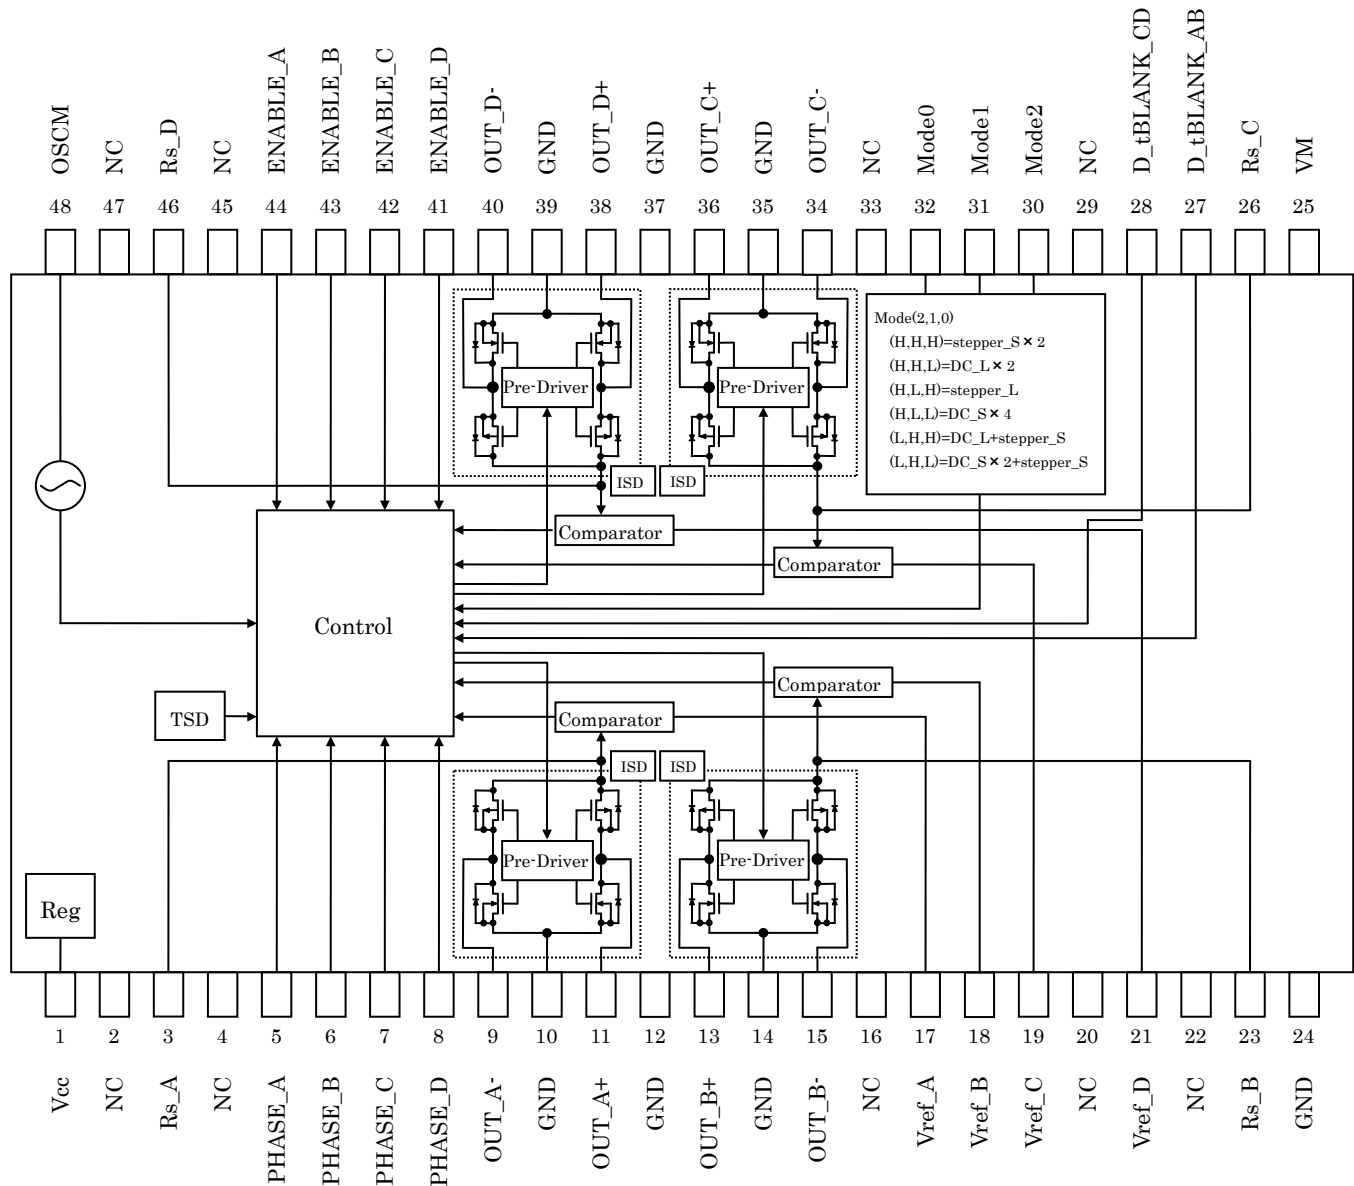 OSCM
NC
Rs_D
NC
ENABLE_A
ENABLE_B
ENABLE_C
ENABLE_D
OUT_D-
GND
OUT_D+
GND
OUT_C+
GND
OUT_C-
NC
Mode0
Mode1
Mode2
NC
D_tBLANK_CD
D_tBLANK_AB
Rs_C
VM
48 47 46 45 44 43 42 41 40 39 38 37 36 35 34 33 32 31 30 29 28 27 26 25
Mode(2,1,0)
(H,H,H)=stepper_S × 2
(H,H,L)=DC_L × 2
(H,L,H)=stepper_L
(H,L,L)=DC_S × 4
(L,H,H)=DC_L+stepper_S
(L,H,L)=DC_S × 2+stepper_S
Pre-Driver
Pre-Driver
ISD
ISD
Comparator
Comparator
Control
TSD
Comparator
Comparator
ISD
ISD
Pre-Driver
Pre-Driver
Reg
1 2 3 4 5 6 7 8 9 10 11 12 13 14 15 16 17 18 19 20 21 22 23 24
Vcc
NC
Rs_A
NC
PHASE_A
PHASE_B
PHASE_C
PHASE_D
OUT_A-
GND
OUT_A+
GND
OUT_B+
GND
OUT_B-
NC
Vref_A
Vref_B
Vref_C
NC
Vref_D
NC
Rs_B
GND